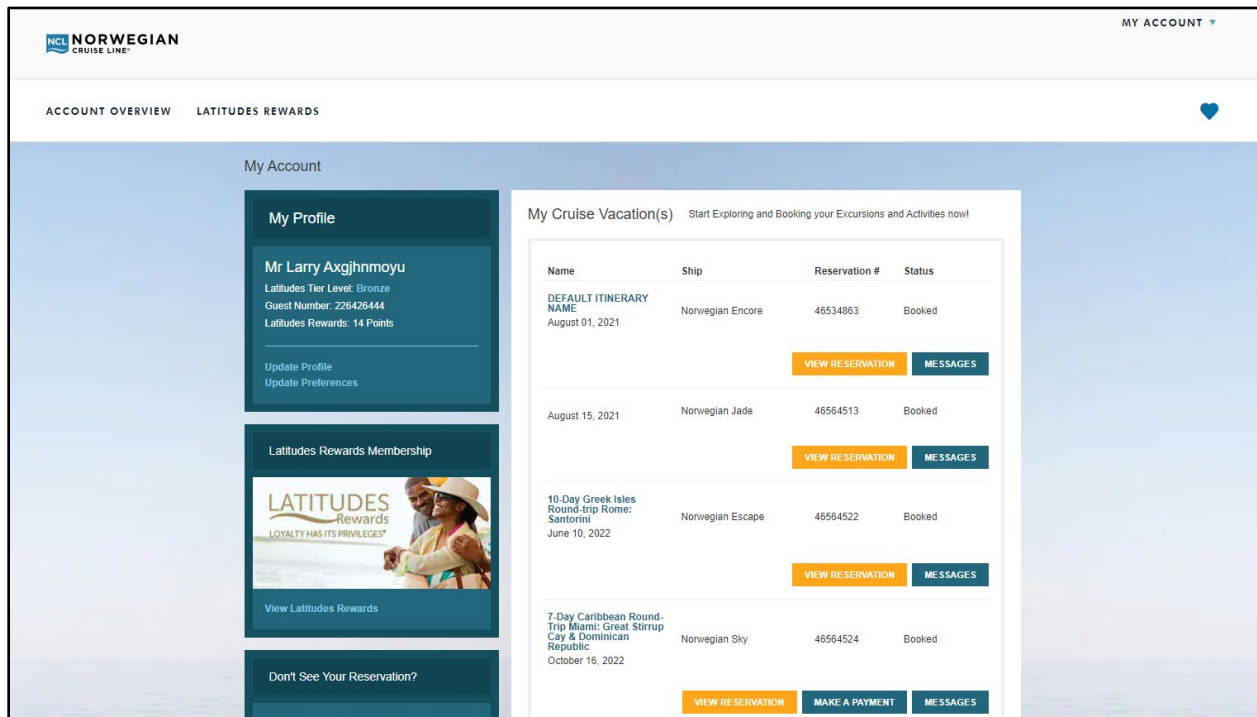 MY ACCOUNT
NCL NORWEGIAN
CRUISE LINE®
ACCOUNT OVERVIEW LATITUDES REWARDS
My Account
My Profile
Mr Larry Axgjhnmoyu
Latitudes Tier Level: Bronze
Guest Number: 226426444
Latitudes Rewards: 14 Points
Update Profile
Update Preferences
Latitudes Rewards Membership
LATITUDES
Rewards
LOYALTY HAS ITS PRIVILEGES®
View Latitudes Rewards
Don't See Your Reservation?
My Cruise Vacation(s) Start Exploring and Booking your Excursions and Activities now!
Name Ship Reservation # Status
DEFAULT ITINERARY
NAME
August 01, 2021
Norwegian Encore 46534863 Booked
VIEW RESERVATION MESSAGES
August 15, 2021 Norwegian Jade 46564513 Booked
VIEW RESERVATION MESSAGES
10-Day Greek Isles
Round-trip Rome:
Santorini
June 10, 2022
Norwegian Escape 46564522 Booked
VIEW RESERVATION MESSAGES
7-Day Caribbean Round-
Trip Miami: Great Stirrup
Cay & Dominican
Republic
October 16, 2022
Norwegian Sky 46564524 Booked
VIEW RESERVATION MAKE A PAYMENT MESSAGES